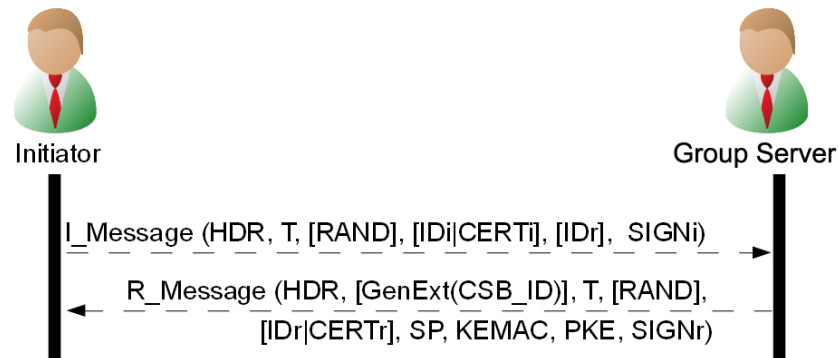 Initiator
Group Server
I_Message (HDR, T, [RAND], [IDi|CERTi], [IDr], SIGNi)
R_Message (HDR, [GenExt(CSB_ID)], T, [RAND],
[IDr|CERTr], SP, KEMAC, PKE, SIGNr)